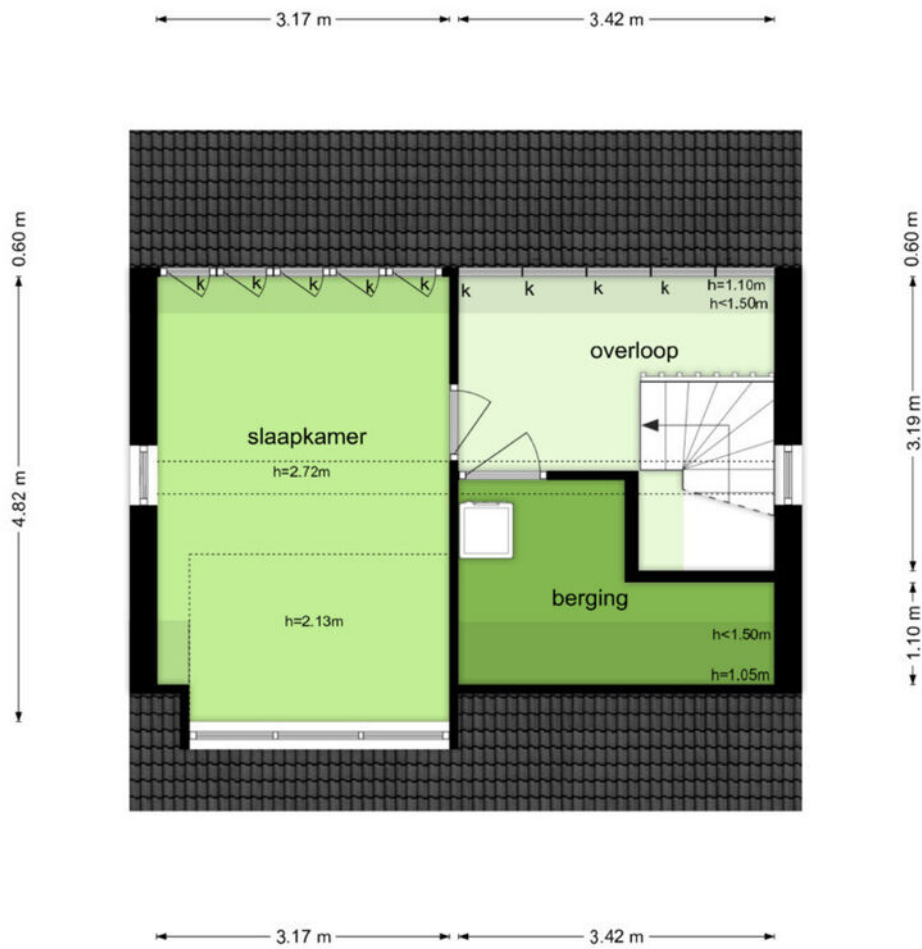 3.17 m
3.42 m
0.60 m
0.60 m
k
k
k
k
k
k
k
k
k
h=1.10m
h<1.50m
overloop
slaapkamer
h=2.72m
4.82 m
3.19 m
berging
h=2.13m
h<1.50m
h=1.05m
1.10 m
3.17 m
3.42 m